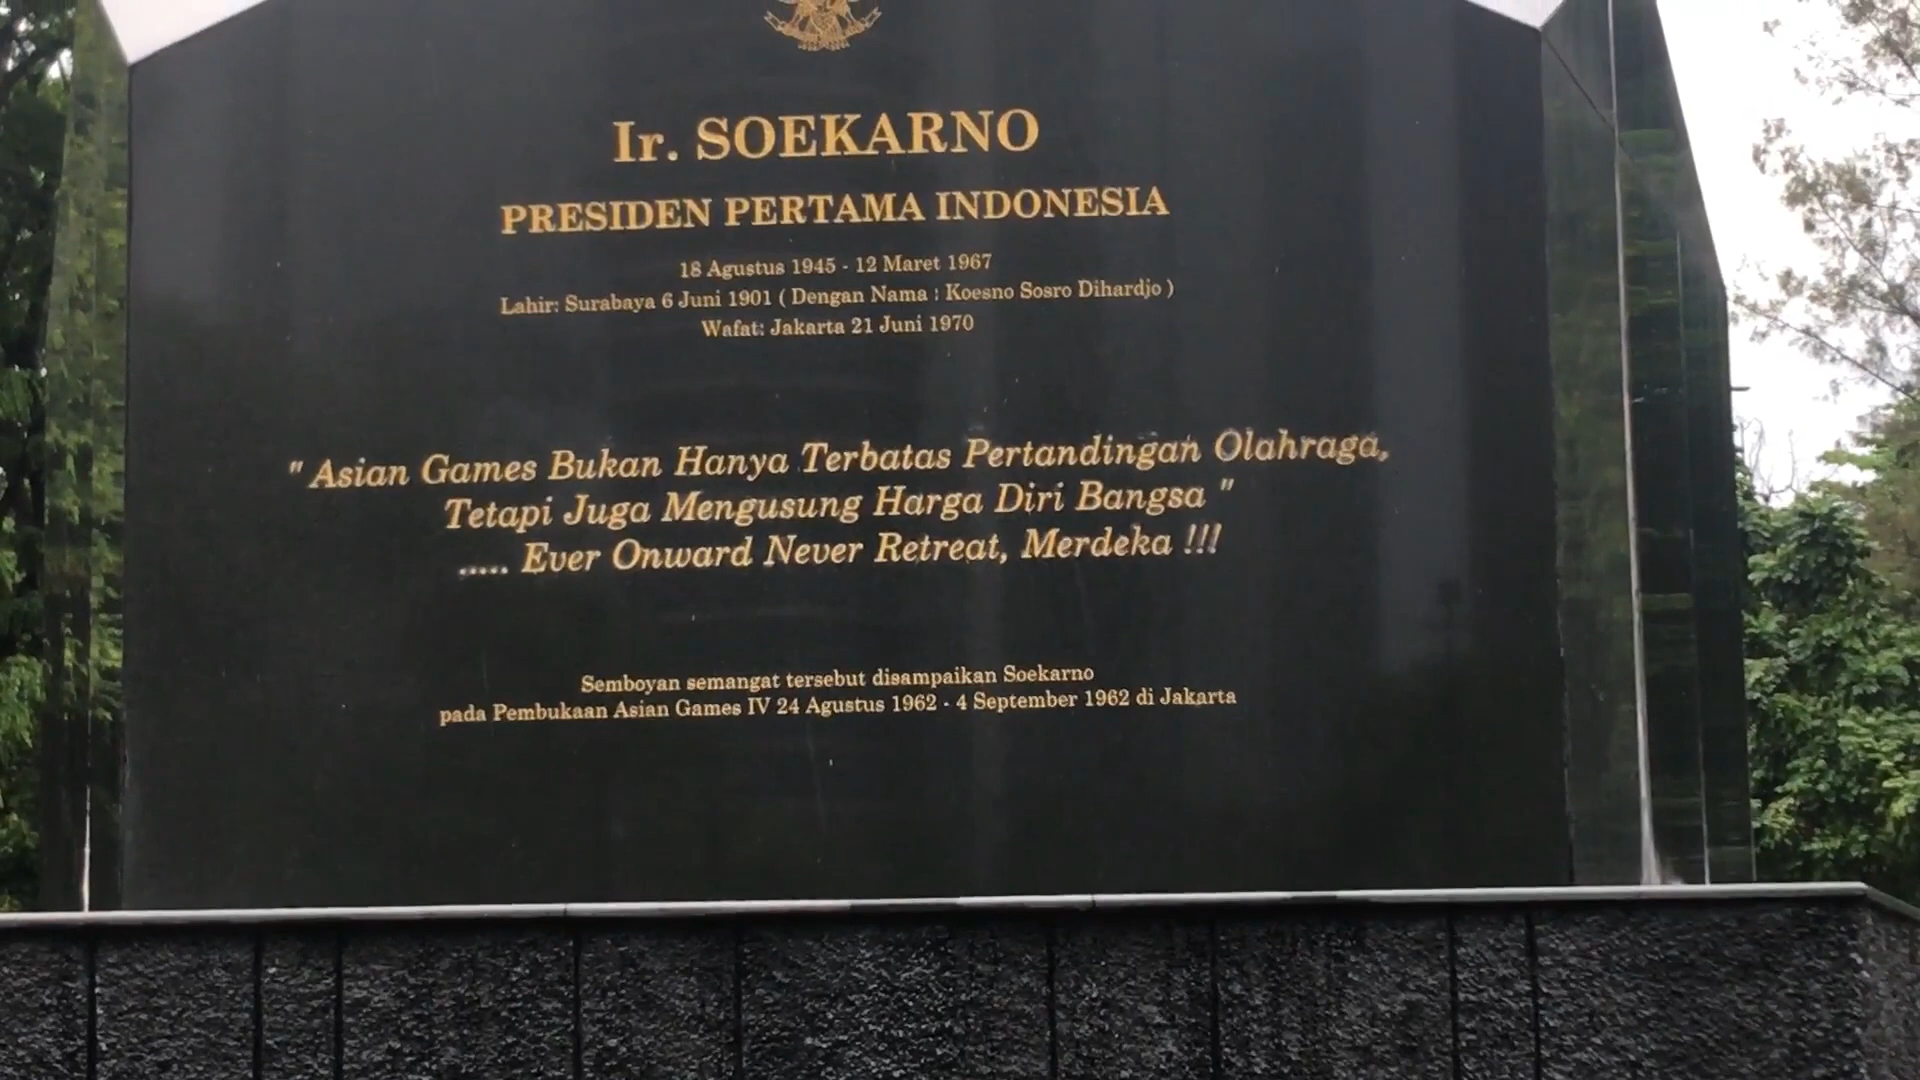 Ir. SOEKARNO
PRESIDEN PERTAMA INDONESIA
18 Agustus 1945 - 12 Maret 1967
Lahir: Surabaya 6 Juni 1901 ( Dengan Nama : Koesno Sosro Dihardjo )
Wafat: Jakarta 21 Juni 1970
" Asian Games Bukan Hanya Terbatas Pertandingan Olahraga,
Tetapi Juga Mengusung Harga Diri Bangsa "
..... Ever Onward Never Retreat, Merdeka !!!
Semboyan semangat tersebut disampaikan Soekarno
pada Pembukaan Asian Games IV 24 Agustus 1962 - 4 September 1962 di Jakarta